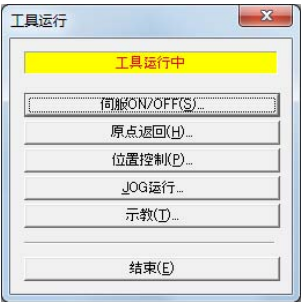 工具运行
工具运行中
伺服ON/OFF(S)...
原点返回(H)...
位置控制(P)...
JOG运行...
示教(T)...
结束(E)